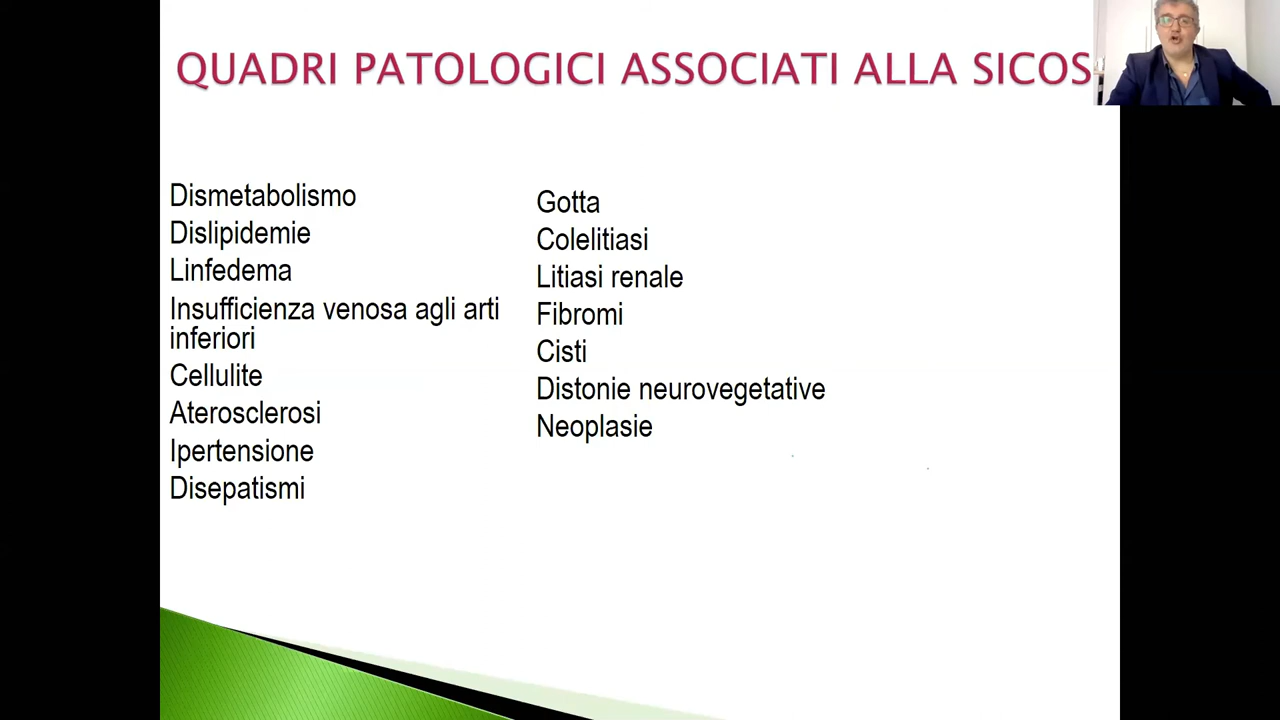 QUADRI PATOLOGICI ASSOCIATI ALLA SICOS
Dismetabolismo
Dislipidemie
Linfedema
Insufficienza venosa agli arti
inferiori
Cellulite
Aterosclerosi
Ipertensione
Disepatismi
Gotta
Colelitiasi
Litiasi renale
Fibromi
Cisti
Distonie neurovegetative
Neoplasie